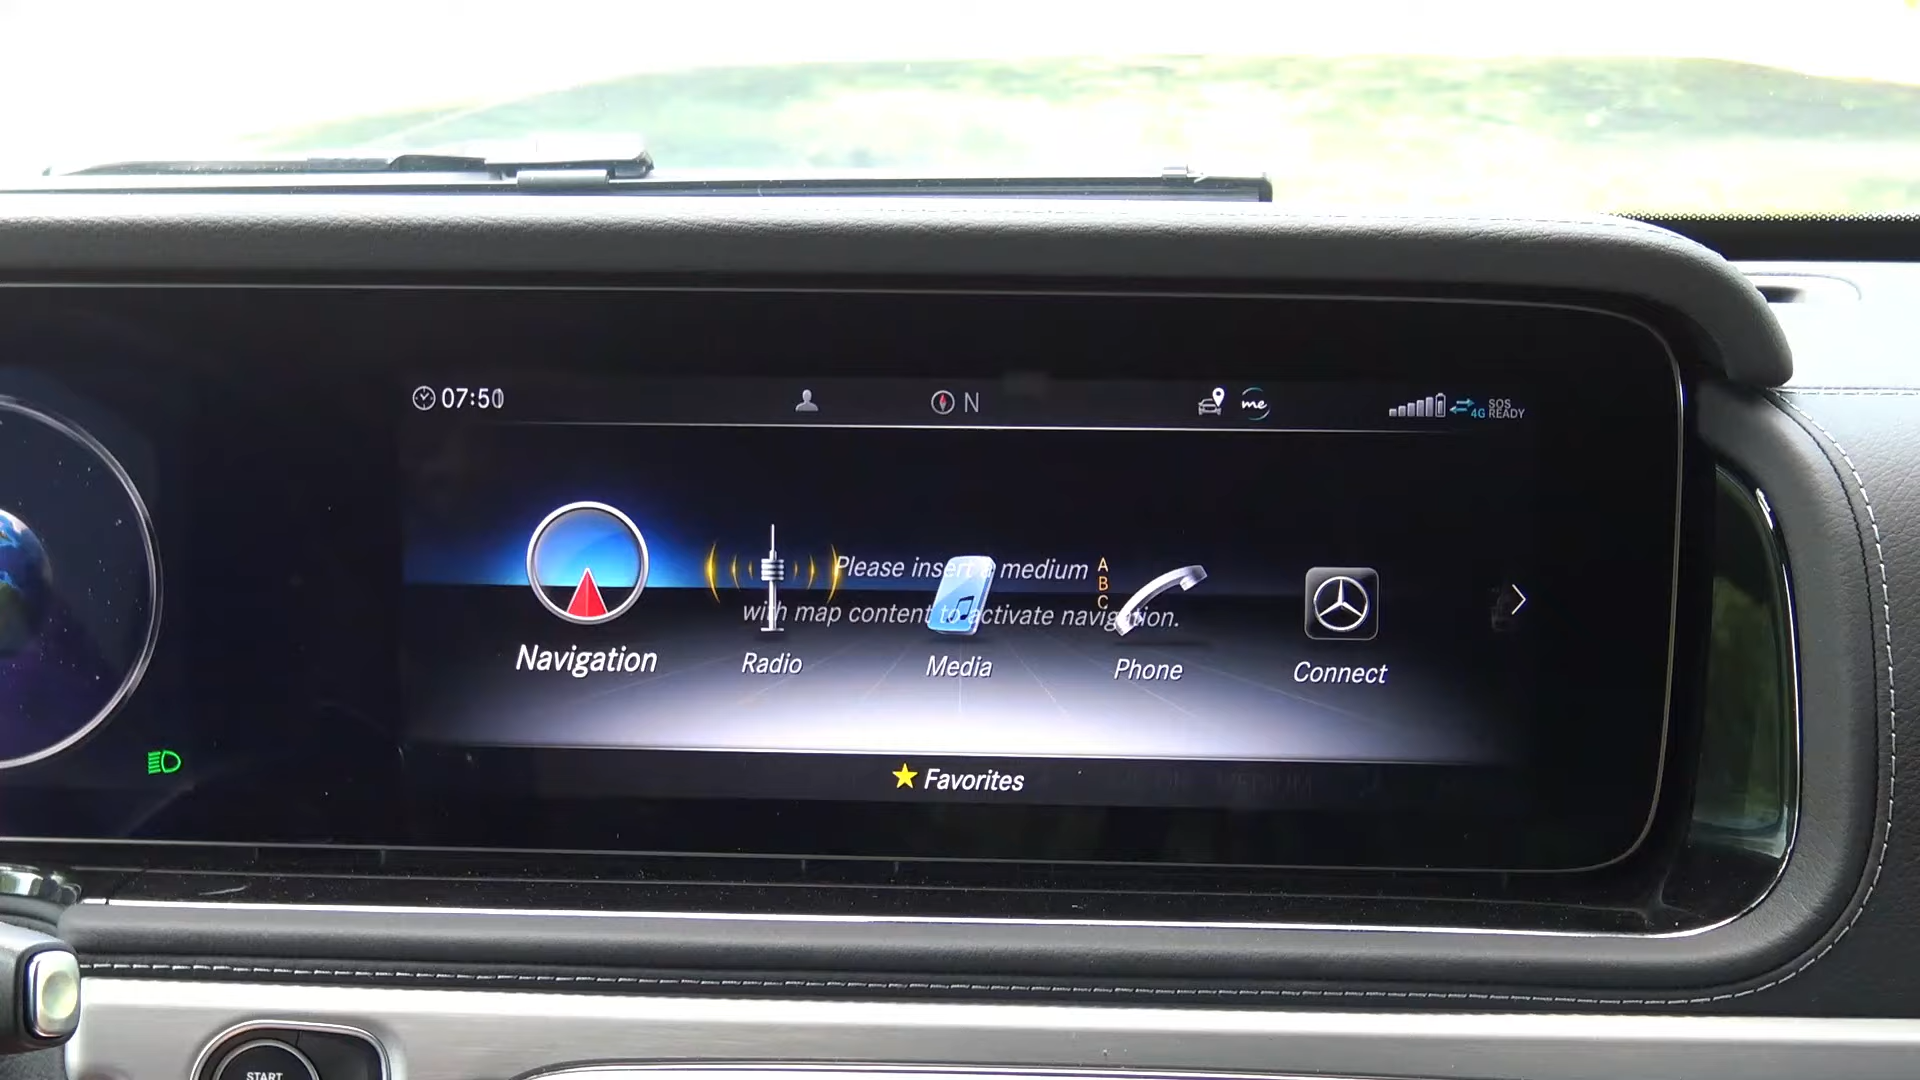 07:50
N
me
4G
SOS
READY
Please insert a medium
with map content to activate navigation.
A
B
C
Navigation
Radio
Media
Phone
Connect
Favorites
START